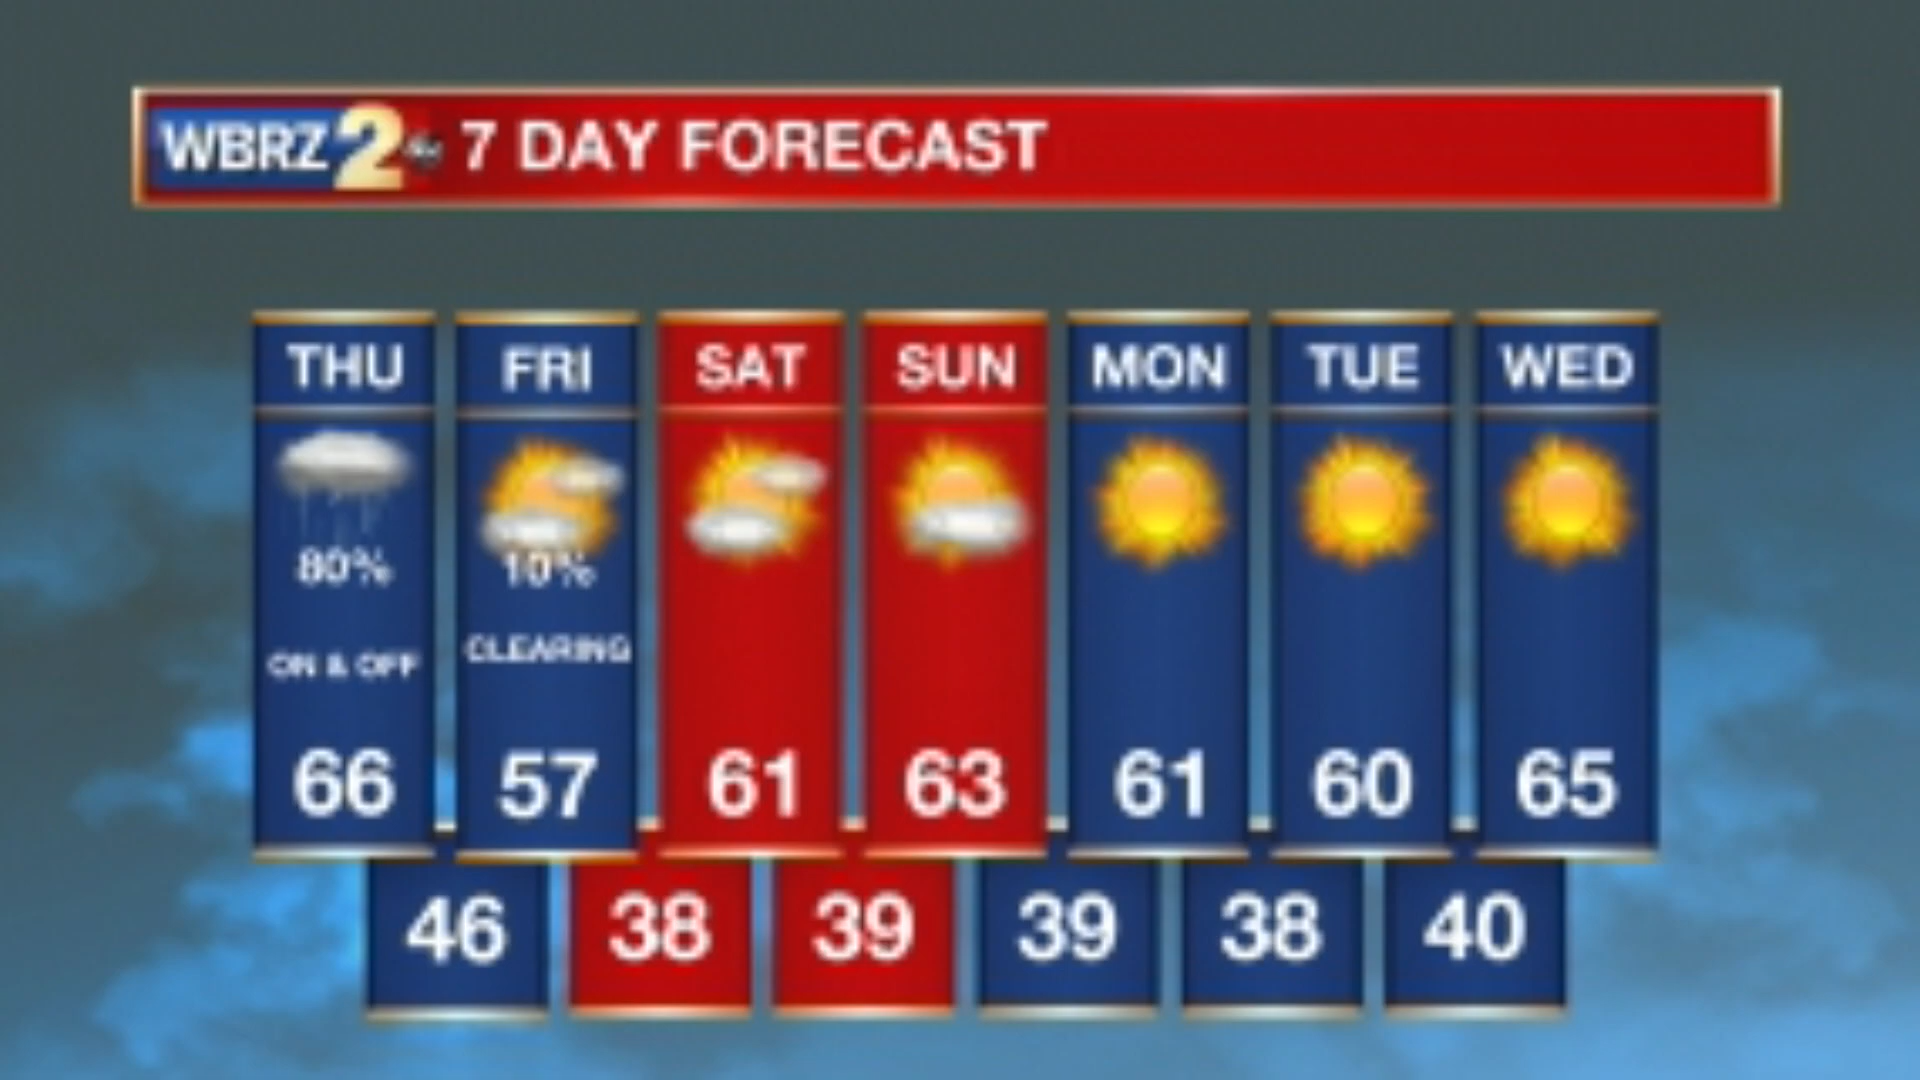 WBRZ 2 abc 7 DAY FORECAST
THU FRI SAT SUN MON TUE WED
80% 10%
ON & OFF CLEARING
66 57 61 63 61 60 65
46 38 39 39 38 40